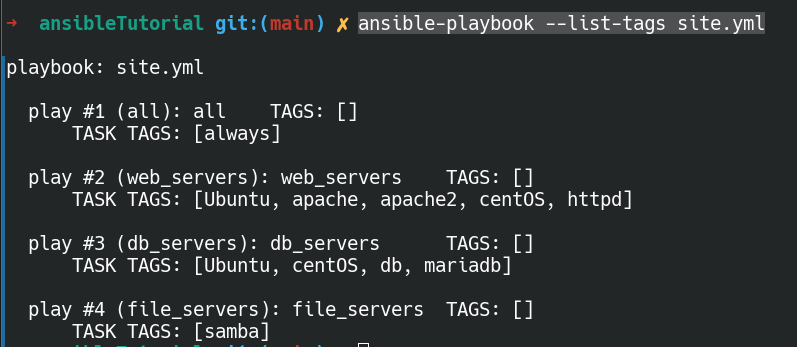 → ansibleTutorial git:(main) ✗ ansible-playbook --list-tags site.yml
playbook: site.yml
play #1 (all): all TAGS: []
TASK TAGS: [always]
play #2 (web_servers): web_servers TAGS: []
TASK TAGS: [Ubuntu, apache, apache2, centOS, httpd]
play #3 (db_servers): db_servers TAGS: []
TASK TAGS: [Ubuntu, centOS, db, mariadb]
play #4 (file_servers): file_servers TAGS: []
TASK TAGS: [samba]